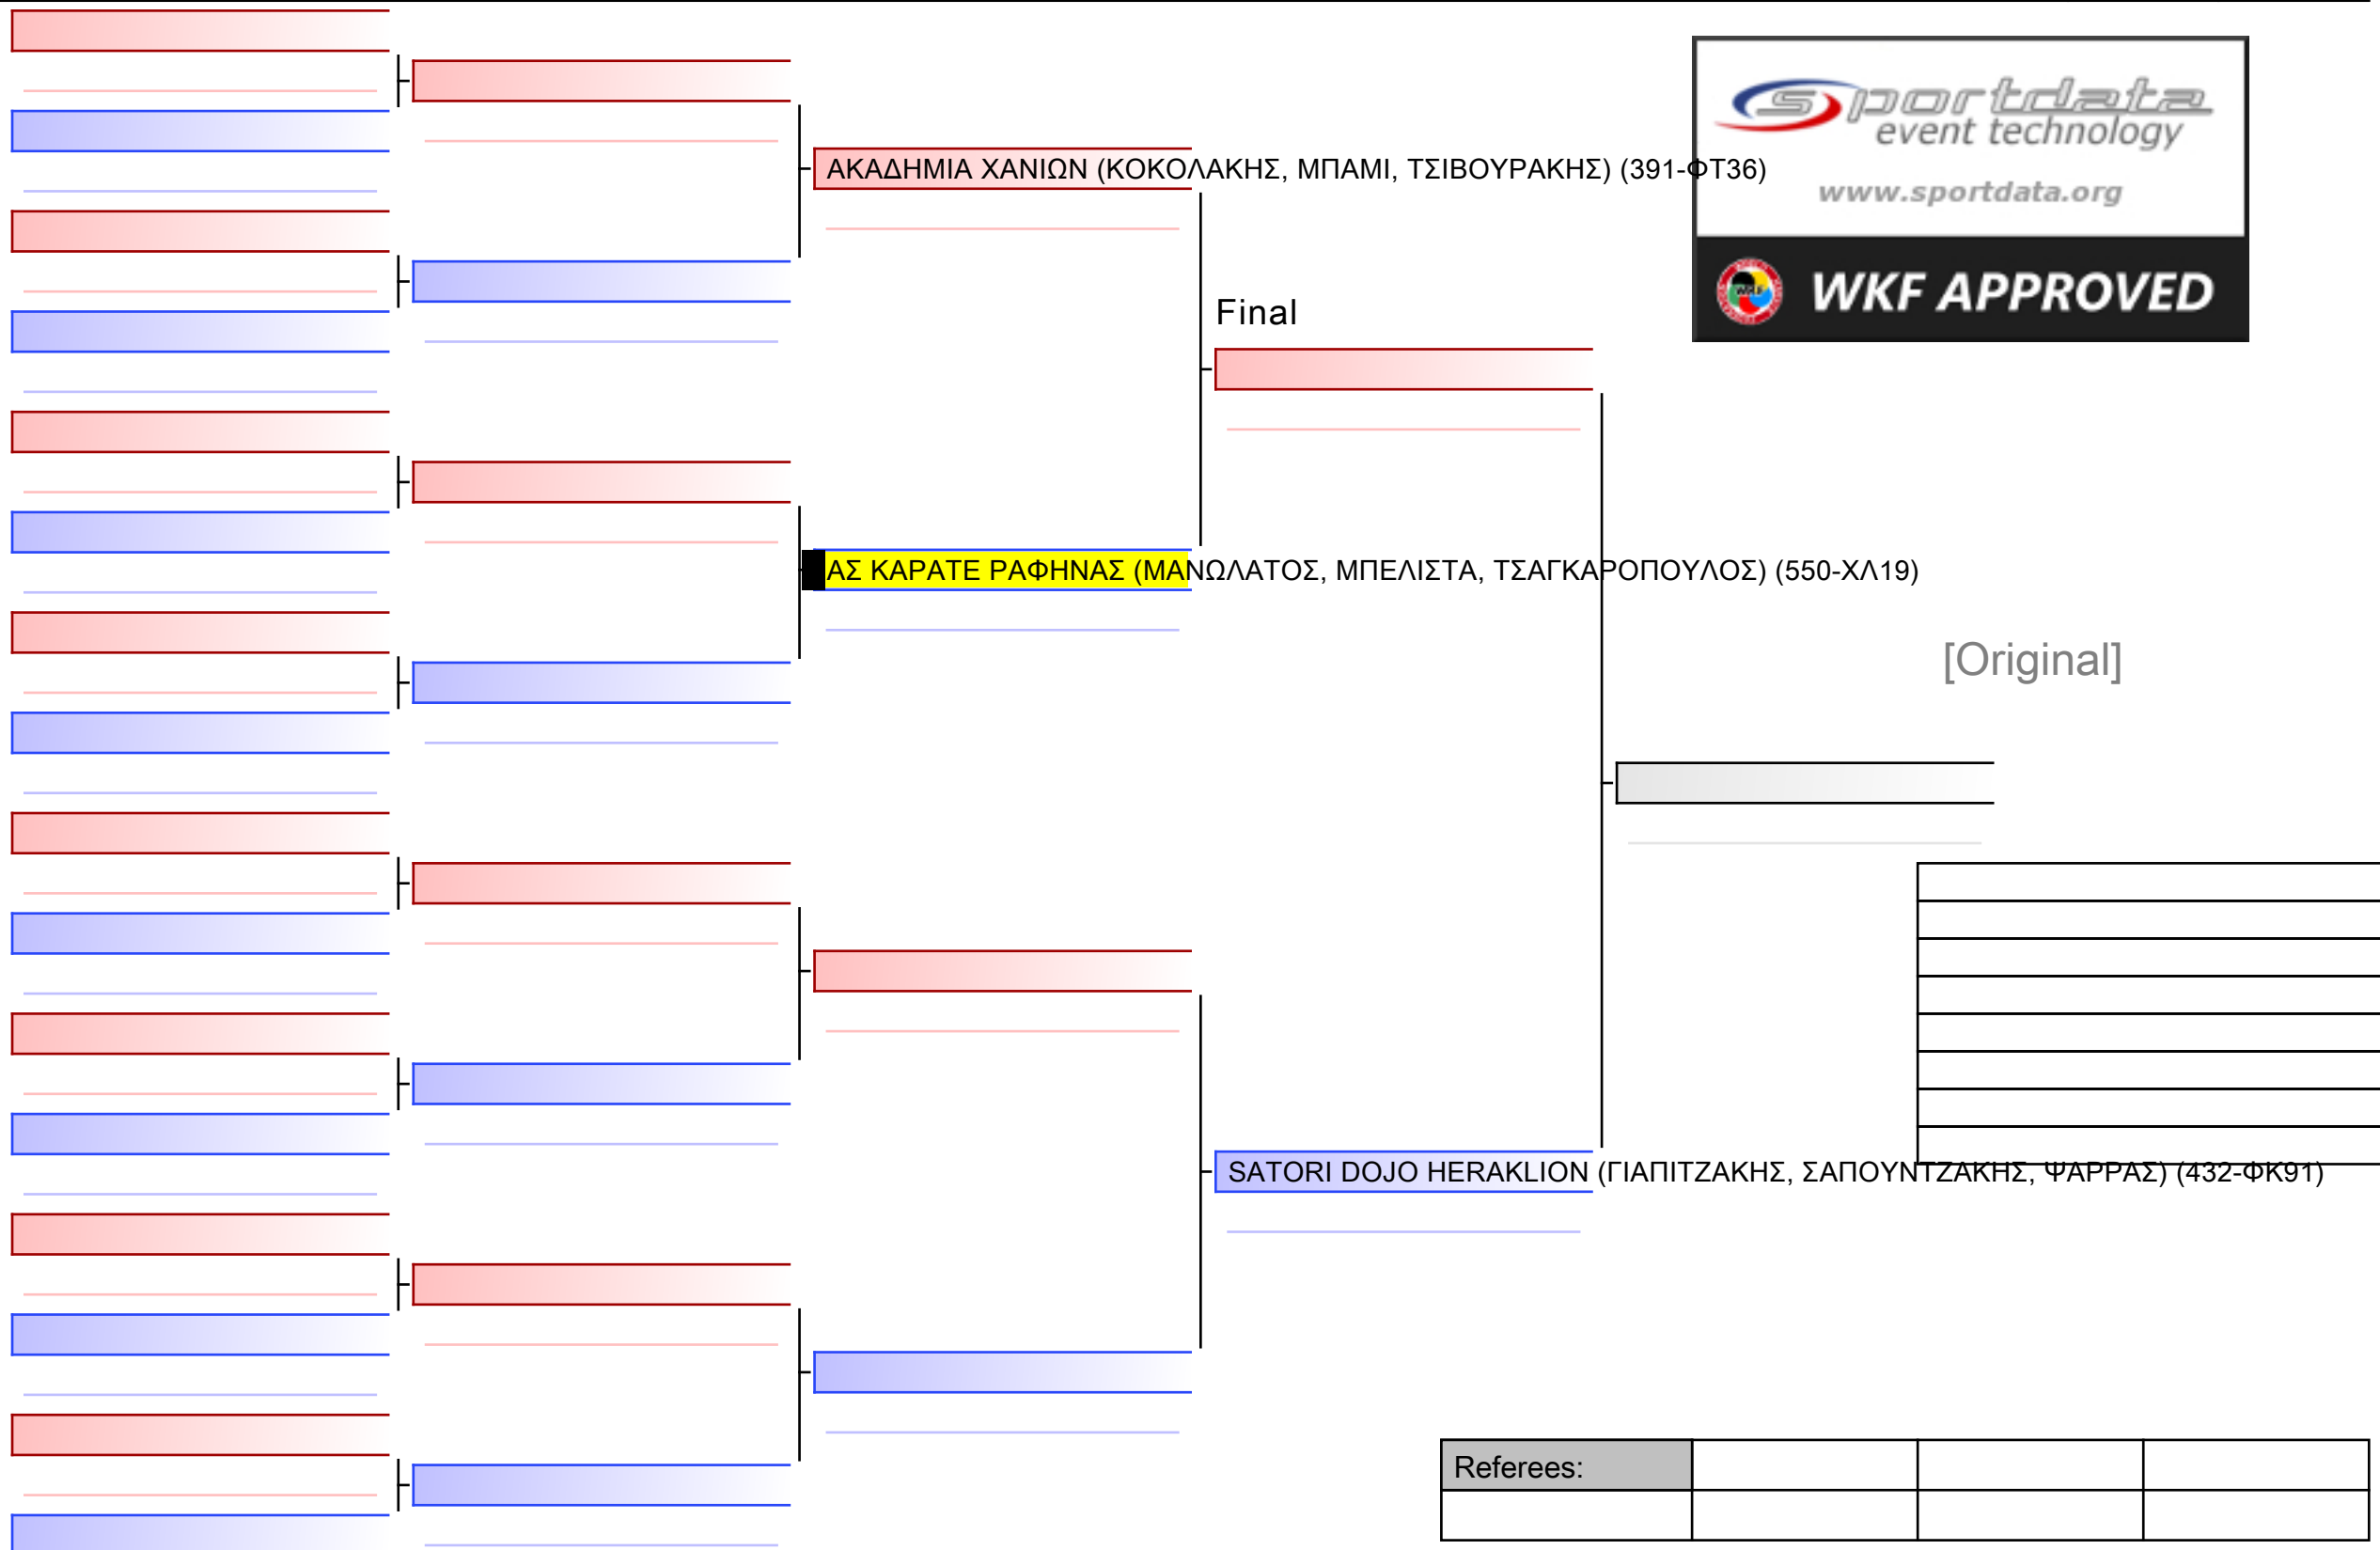 sportdata
event technology
www.sportdata.org
WKF APPROVED
ΑΚΑΔΗΜΙΑ ΧΑΝΙΩΝ (ΚΟΚΟΛΑΚΗΣ, ΜΠΑΜΙ, ΤΣΙΒΟΥΡΑΚΗΣ) (391-ΦΤ36)
Final
ΑΣ ΚΑΡΑΤΕ ΡΑΦΗΝΑΣ (ΜΑΝΩΛΑΤΟΣ, ΜΠΕΛΙΣΤΑ, ΤΣΑΓΚΑΡΟΠΟΥΛΟΣ) (550-ΧΛ19)
[Original]
SATORI DOJO HERAKLION (ΓΙΑΠΙΤΖΑΚΗΣ, ΣΑΠΟΥΝΤΖΑΚΗΣ, ΨΑΡΡΑΣ) (432-ΦΚ91)
Referees: